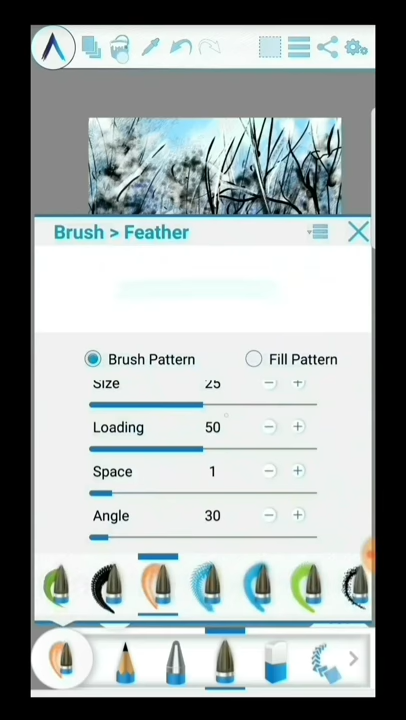 Brush > Feather
Brush Pattern
Fill Pattern
Size 25
Loading 50
Space 1
Angle 30